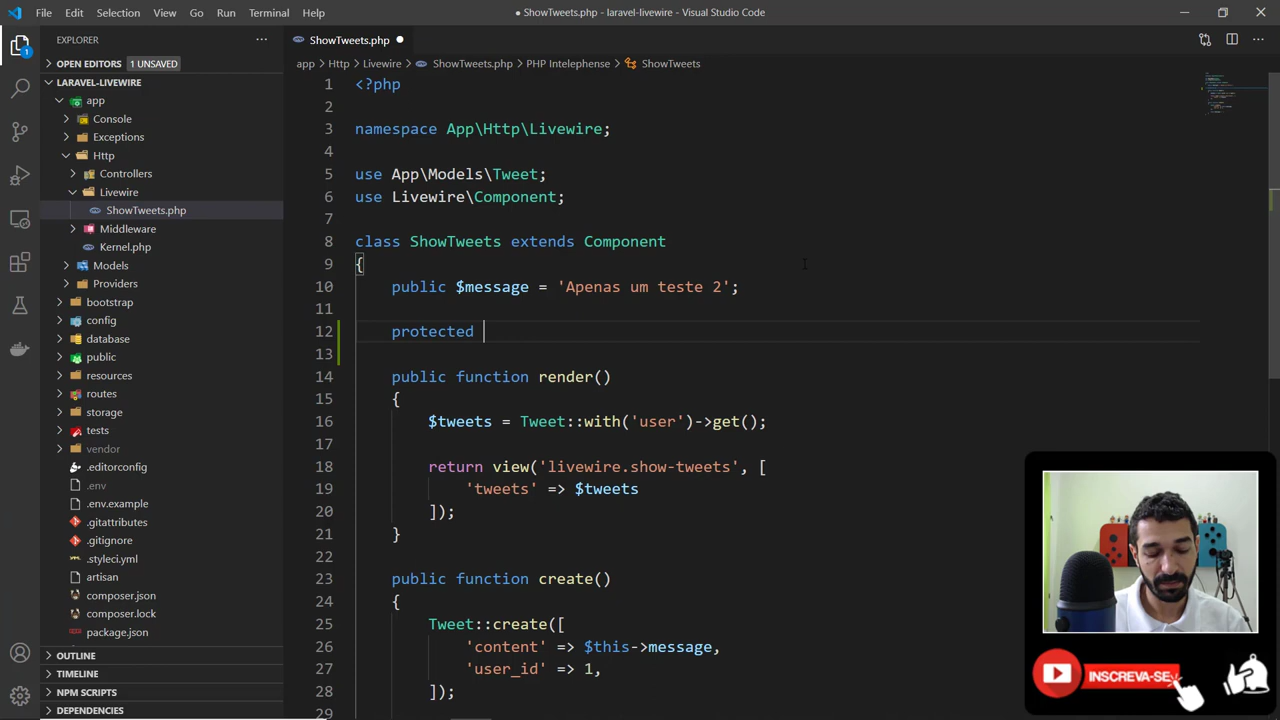 File Edit Selection View Go Run Terminal Help
● ShowTweets.php - laravel-livewire - Visual Studio Code
EXPLORER
OPEN EDITORS 1 UNSAVED
LARAVEL-LIVEWIRE
app
Console
Exceptions
Http
Controllers
Livewire
ShowTweets.php
Middleware
Kernel.php
Models
Providers
bootstrap
config
database
public
resources
routes
storage
tests
vendor
.editorconfig
.env
.env.example
.gitattributes
.gitignore
.styleci.yml
artisan
composer.json
composer.lock
package.json
OUTLINE
TIMELINE
NPM SCRIPTS
DEPENDENCIES
1
ShowTweets.php ●
app > Http > Livewire > ShowTweets.php > PHP Intelephense > ShowTweets
1 <?php
2
3 namespace App\Http\Livewire;
4
5 use App\Models\Tweet;
6 use Livewire\Component;
7
8 class ShowTweets extends Component
9 {
10 public $message = 'Apenas um teste 2';
11
12 protected
13
14 public function render()
15 {
16 $tweets = Tweet::with('user')->get();
17
18 return view('livewire.show-tweets', [
19 'tweets' => $tweets
20 ]);
21 }
22
23 public function create()
24 {
25 Tweet::create([
26 'content' => $this->message,
27 'user_id' => 1,
28 ]);
29
INSCREVA-SE